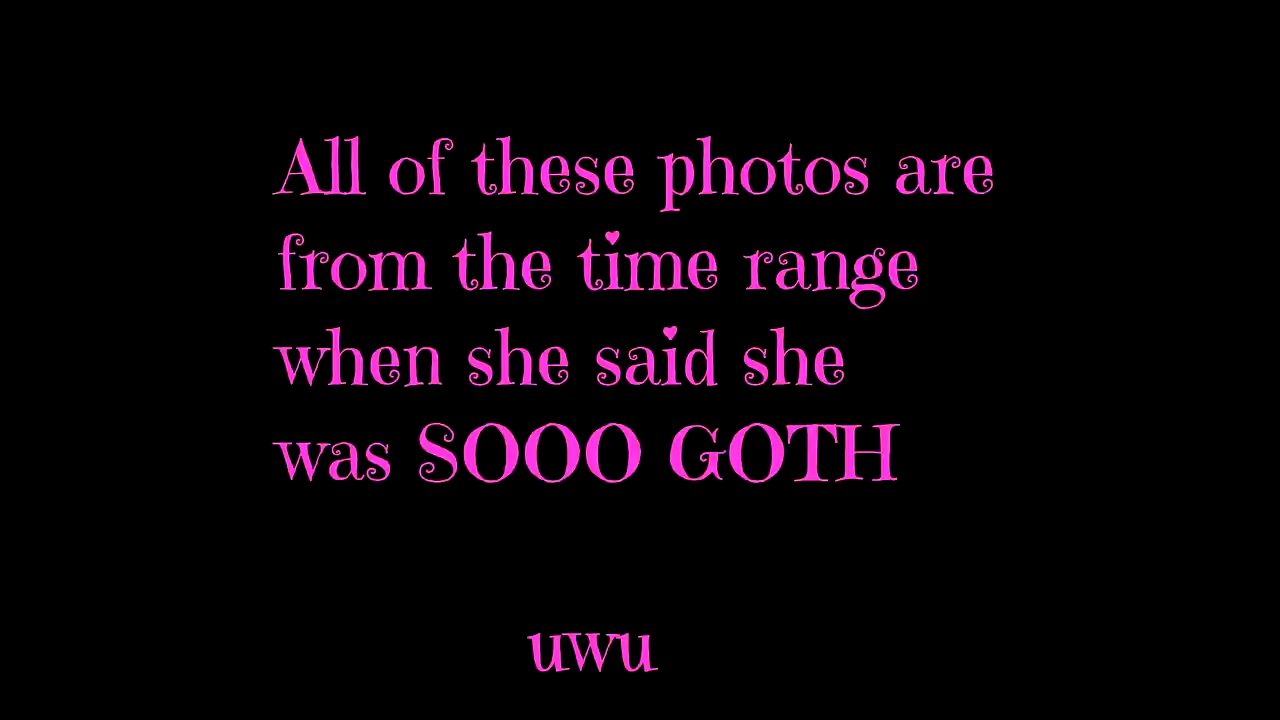 All of these photos are
from the time range
when she said she
was SOOO GOTH
uwu